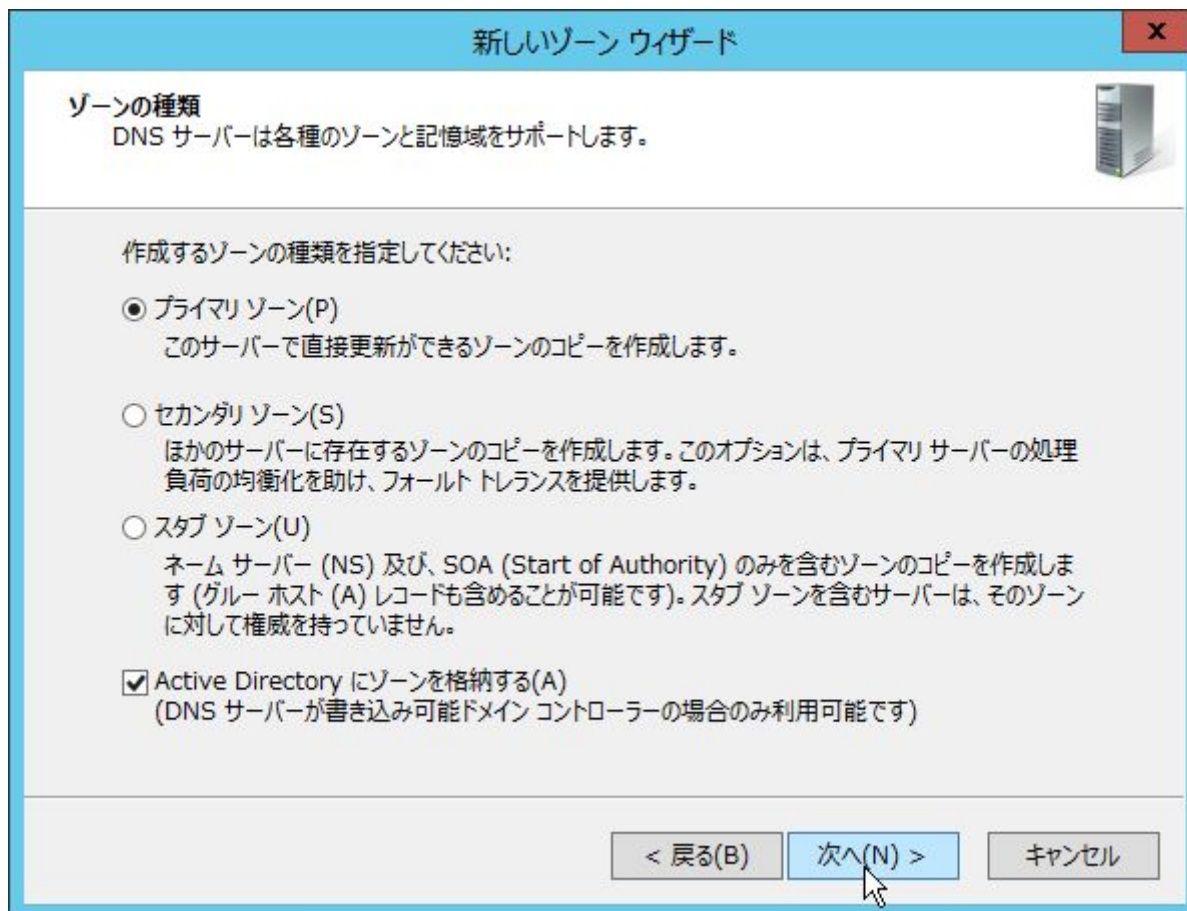 新しいゾーン ウィザード
x
ゾーンの種類
DNS サーバーは各種のゾーンと記憶域をサポートします。
作成するゾーンの種類を指定してください:
プライマリ ゾーン(P)
このサーバーで直接更新ができるゾーンのコピーを作成します。
セカンダリ ゾーン(S)
ほかのサーバーに存在するゾーンのコピーを作成します。このオプションは、プライマリ サーバーの処理
負荷の均衡化を助け、フォールト トレランスを提供します。
スタブ ゾーン(U)
ネーム サーバー (NS) 及び、SOA (Start of Authority) のみを含むゾーンのコピーを作成しま
す (グルー ホスト (A) レコードも含めることが可能です)。スタブ ゾーンを含むサーバーは、そのゾーン
に対して権威を持っていません。
Active Directory にゾーンを格納する(A)
(DNS サーバーが書き込み可能ドメイン コントローラーの場合のみ利用可能です)
< 戻る(B)
次へ(N) >
キャンセル